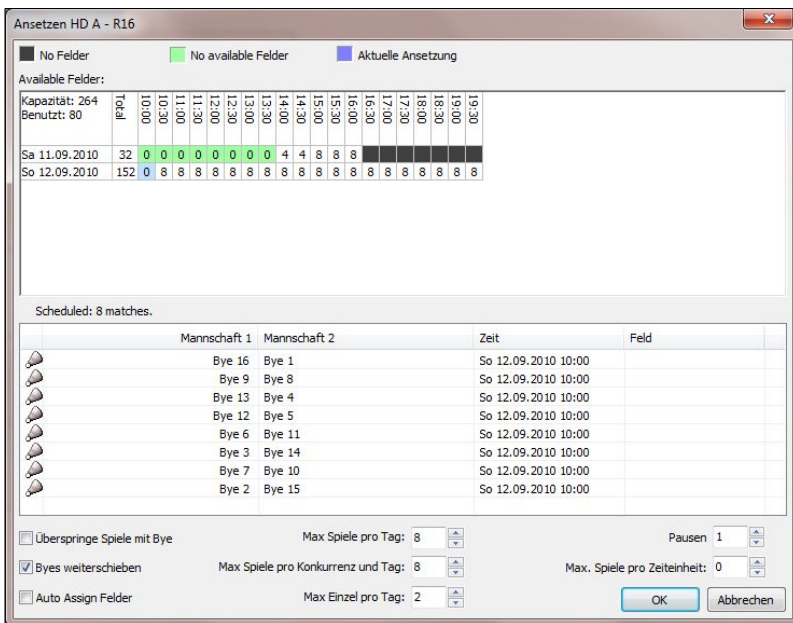 Ansetzen HD A - R16
No Felder No available Felder Aktuelle Ansetzung
Available Felder:
Kapazität: 264
Benutzt: 80
Total 10:00 10:30 11:00 11:30 12:00 12:30 13:00 13:30 14:00 14:30 15:00 15:30 16:00 16:30 17:00 17:30 18:00 18:30 19:00 19:30
Sa 11.09.2010 32 0 0 0 0 0 0 0 0 4 4 8 8 8
So 12.09.2010 152 0 8 8 8 8 8 8 8 8 8 8 8 8 8 8 8 8 8 8 8
Scheduled: 8 matches.
Mannschaft 1 Mannschaft 2 Zeit Feld
Bye 16 Bye 1 So 12.09.2010 10:00
Bye 9 Bye 8 So 12.09.2010 10:00
Bye 13 Bye 4 So 12.09.2010 10:00
Bye 12 Bye 5 So 12.09.2010 10:00
Bye 6 Bye 11 So 12.09.2010 10:00
Bye 3 Bye 14 So 12.09.2010 10:00
Bye 7 Bye 10 So 12.09.2010 10:00
Bye 2 Bye 15 So 12.09.2010 10:00
Überspringe Spiele mit Bye Max Spiele pro Tag: 8 Pausen 1
Byes weiterschieben Max Spiele pro Konkurrenz und Tag: 8 Max. Spiele pro Zeiteinheit: 0
Auto Assign Felder Max Einzel pro Tag: 2 OK Abbrechen